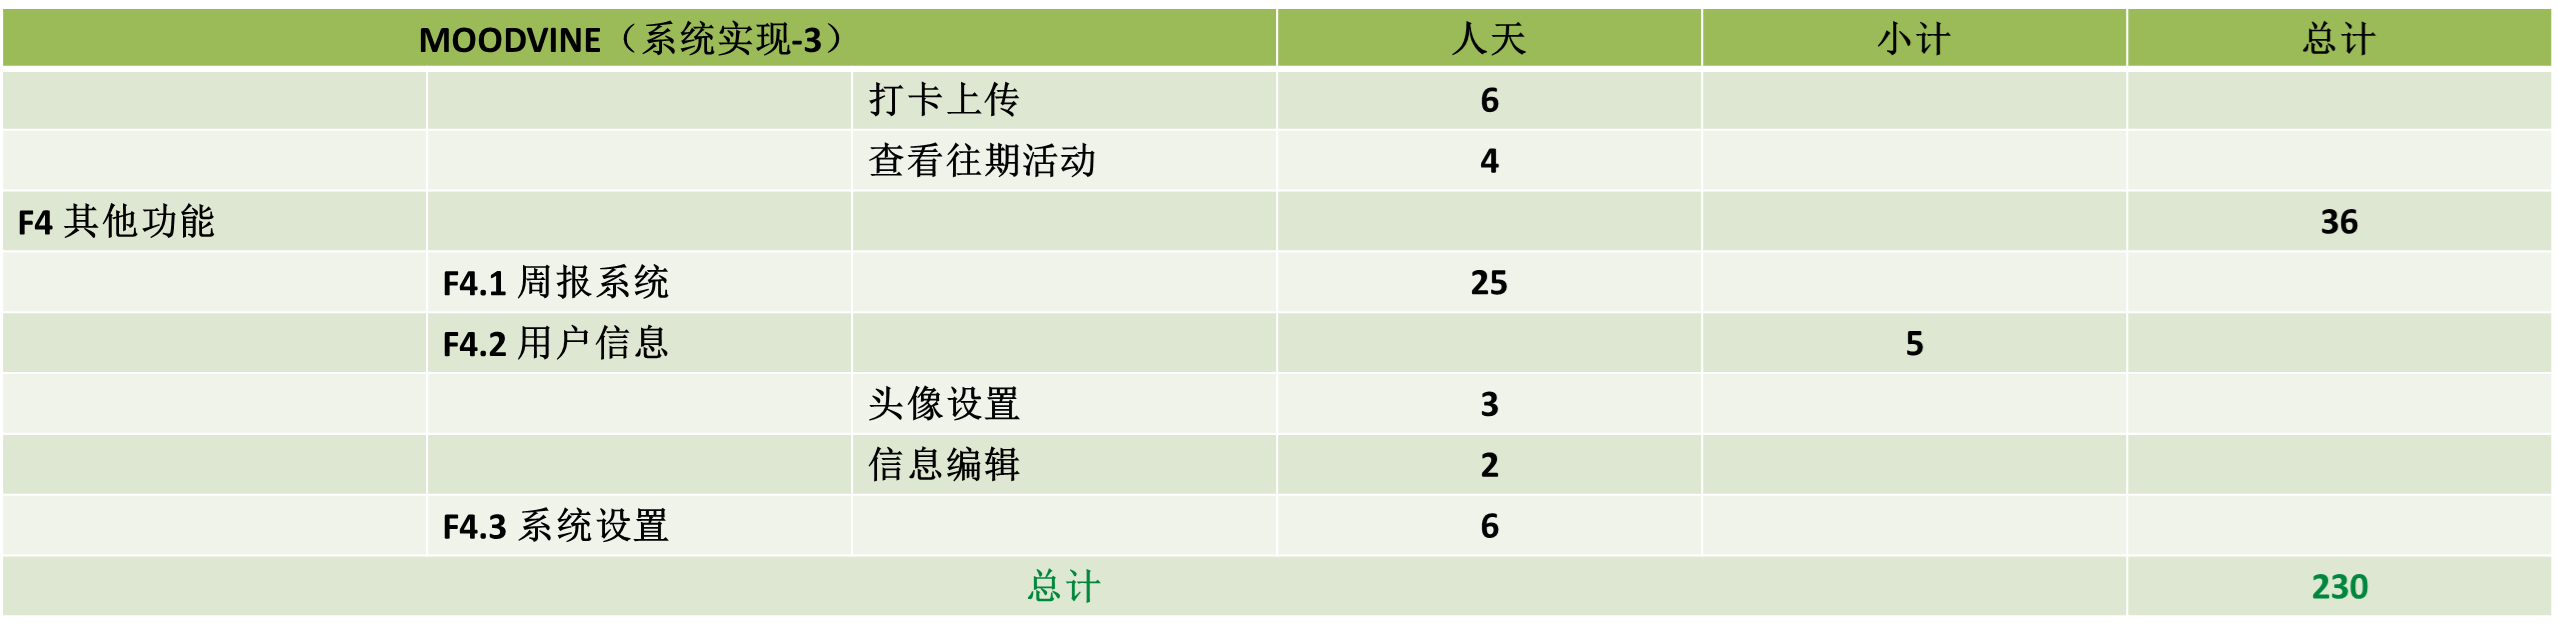 MOODVINE（系统实现-3） 人天 小计 总计
打卡上传 6
查看往期活动 4
F4 其他功能 36
F4.1 周报系统 25
F4.2 用户信息 5
头像设置 3
信息编辑 2
F4.3 系统设置 6
总计 230